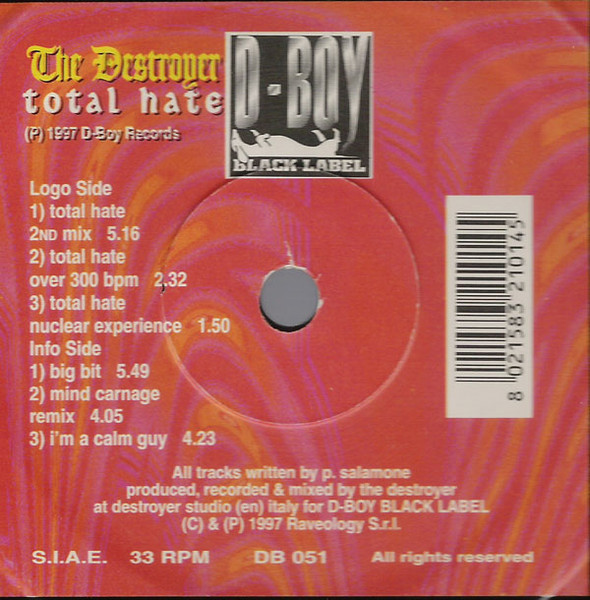 The Destroyer
total hate
(P) 1997 D-Boy Records
D-BOY
BLACK LABEL
Logo Side
1) total hate
2ND mix 5.16
2) total hate
over 300 bpm 2,32
3) total hate
nuclear experience 1.50
Info Side
1) big bit 5.49
2) mind carnage
remix 4.05
3) i'm a calm guy 4.23
8 021583 210145
All tracks written by p. salamone
produced, recorded & mixed by the destroyer
at destroyer studio (en) italy for D-BOY BLACK LABEL
(C) & (P) 1997 Raveology S.r.l.
S.I.A.E. 33 RPM DB 051 All rights reserved